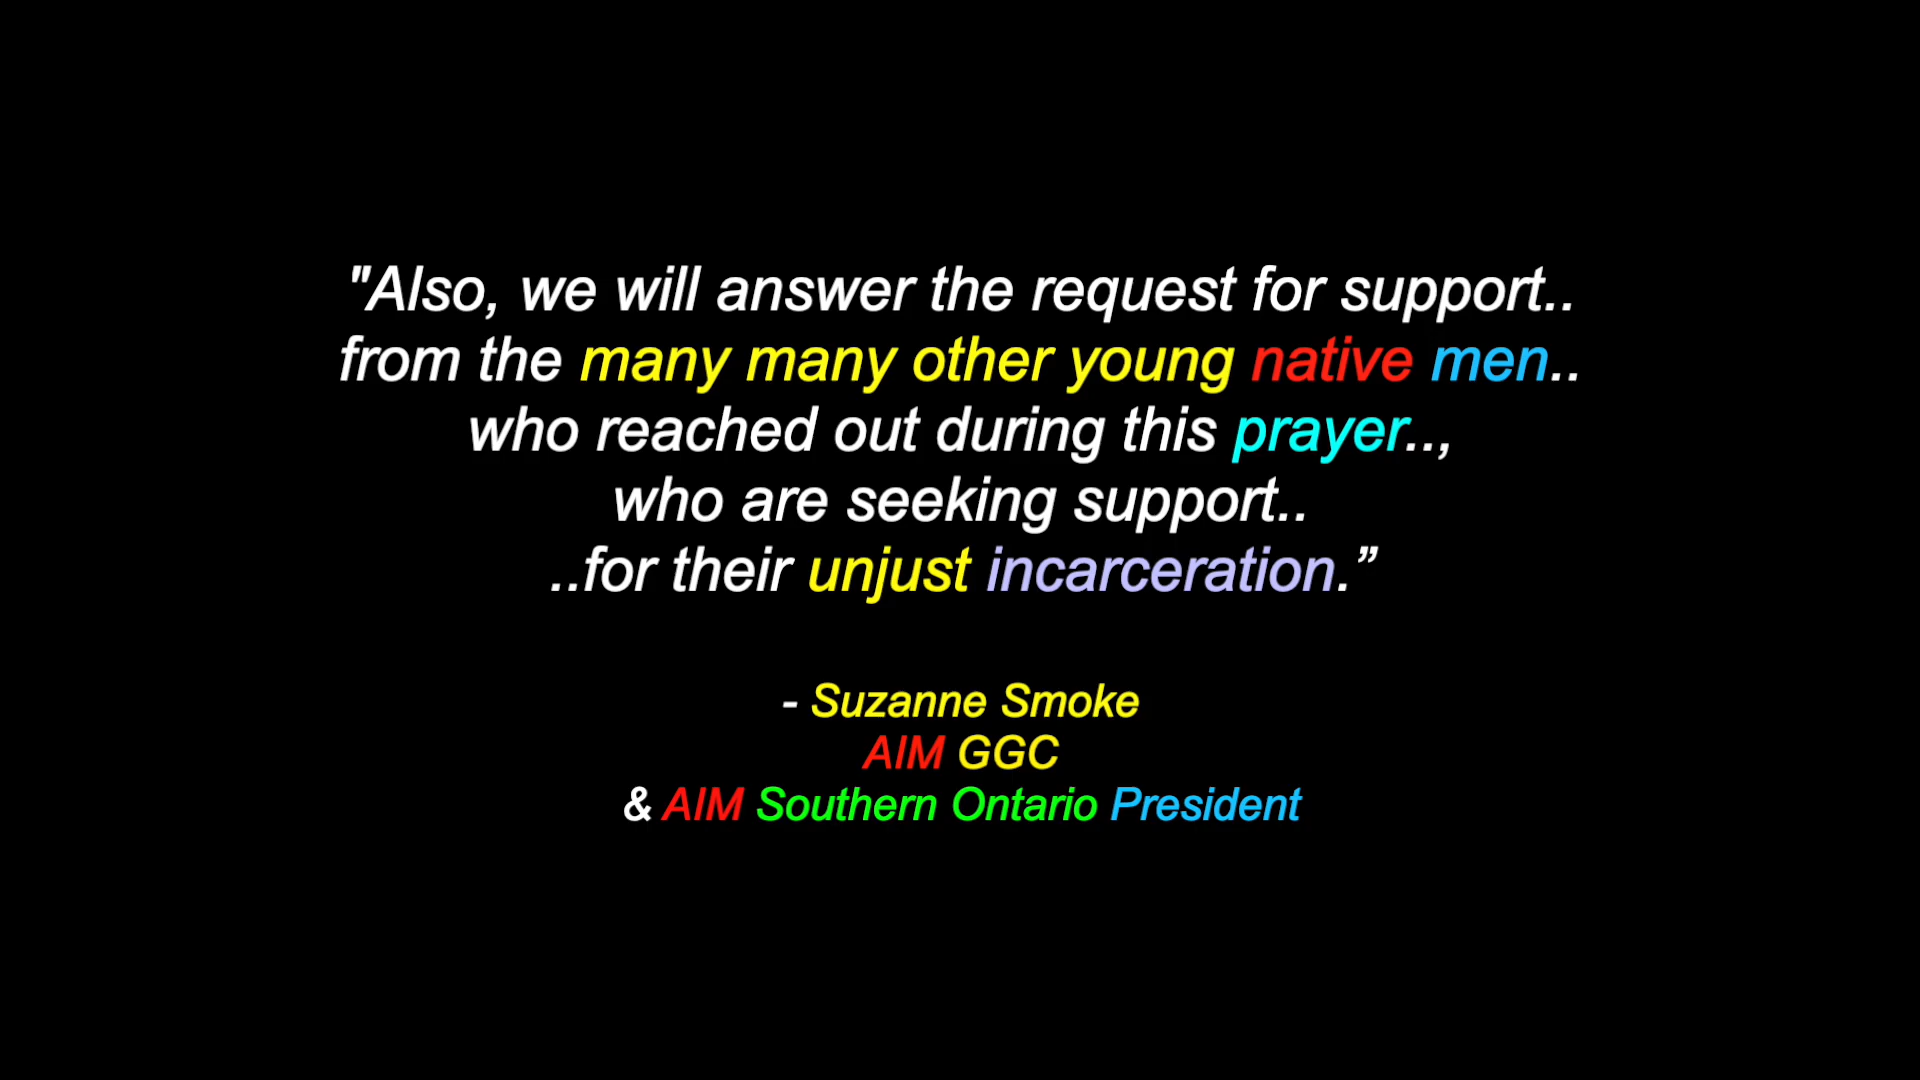 "Also, we will answer the request for support..
from the many many other young native men..
who reached out during this prayer..,
who are seeking support..
..for their unjust incarceration.”
- Suzanne Smoke
AIM GGC
& AIM Southern Ontario President